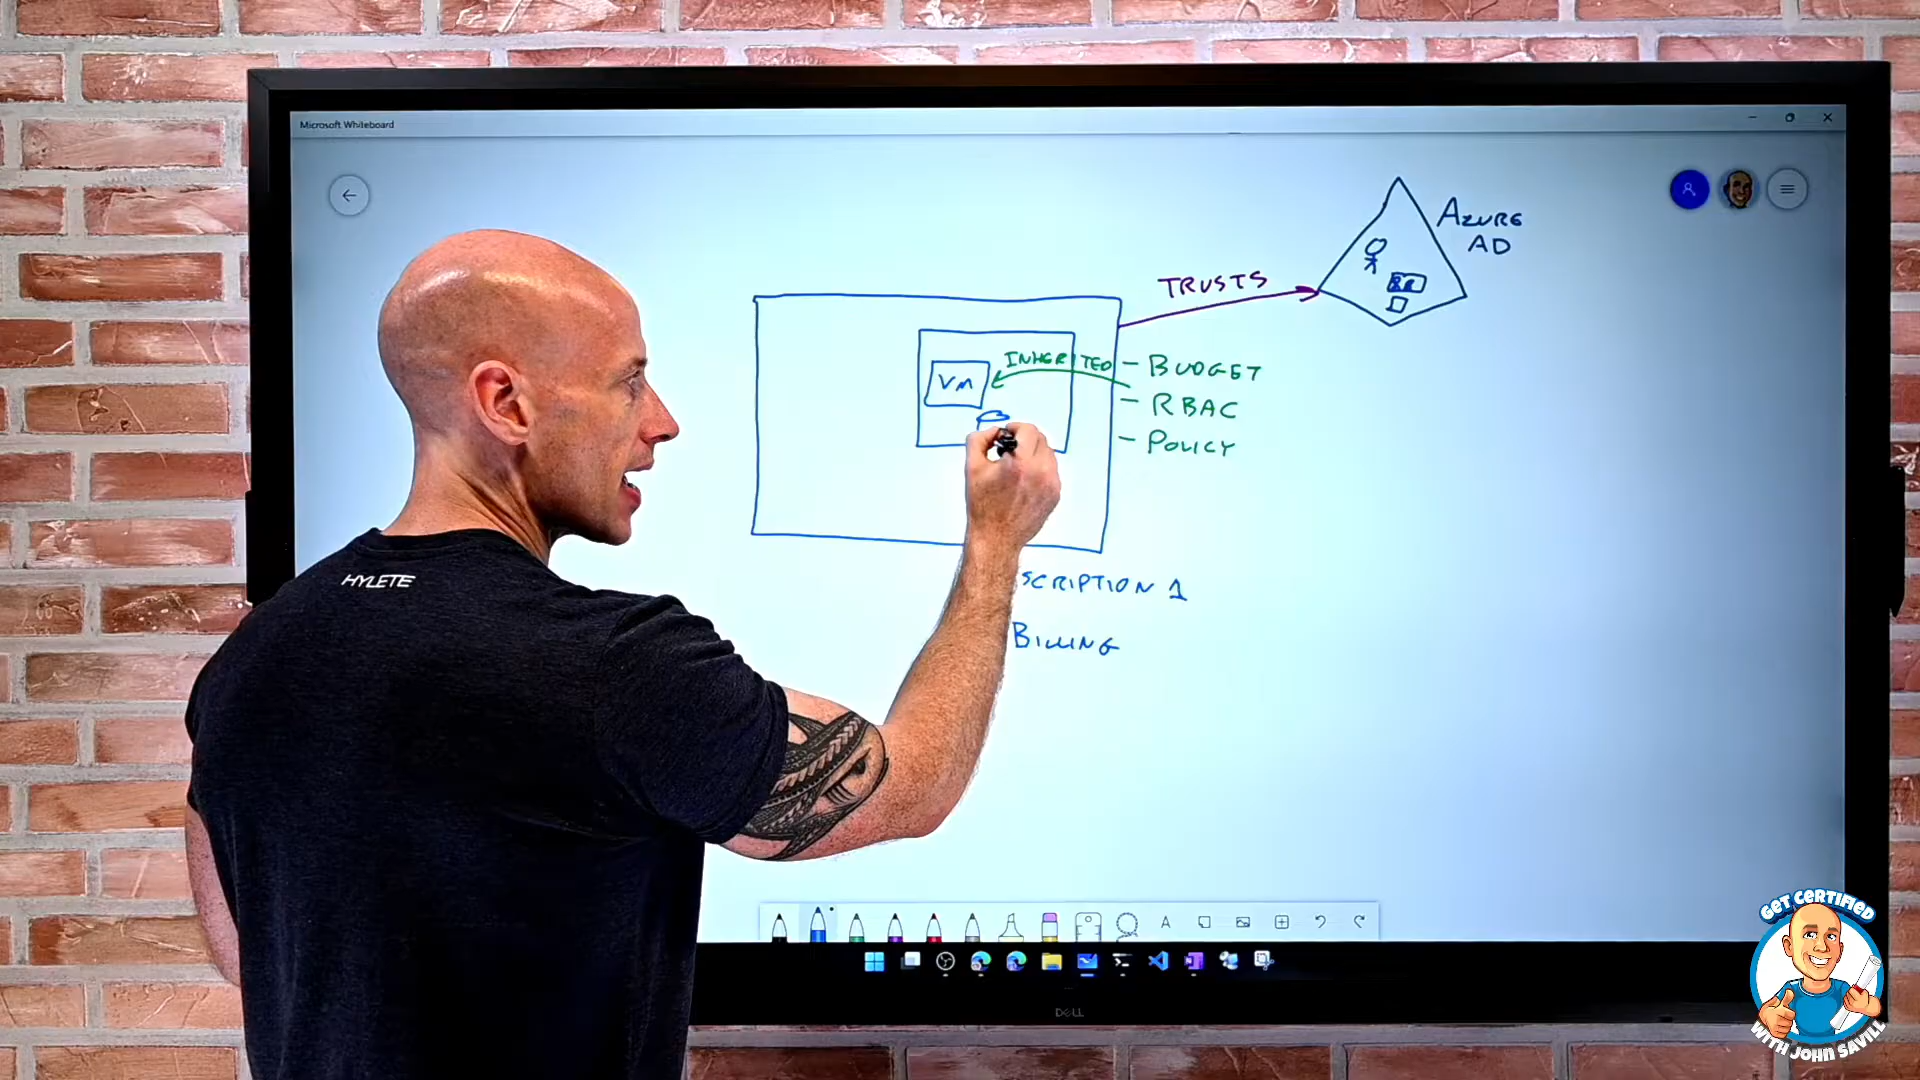 Microsoft Whiteboard
AZURE
AD
TRUSTS
INHERITED
- BUDGET
VM
- RBAC
- POLICY
SCRIPTION 1
BILLING
HYLETE
A
DELL
GET CERTIFIED
WITH JOHN SAVILL